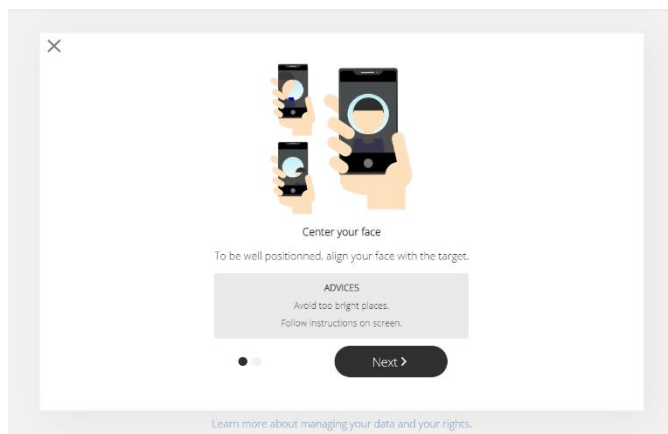 Center your face
To be well positionned, align your face with the target.
ADVICES
Avoid too bright places.
Follow instructions on screen.
Next
Learn more about managing your data and your rights.